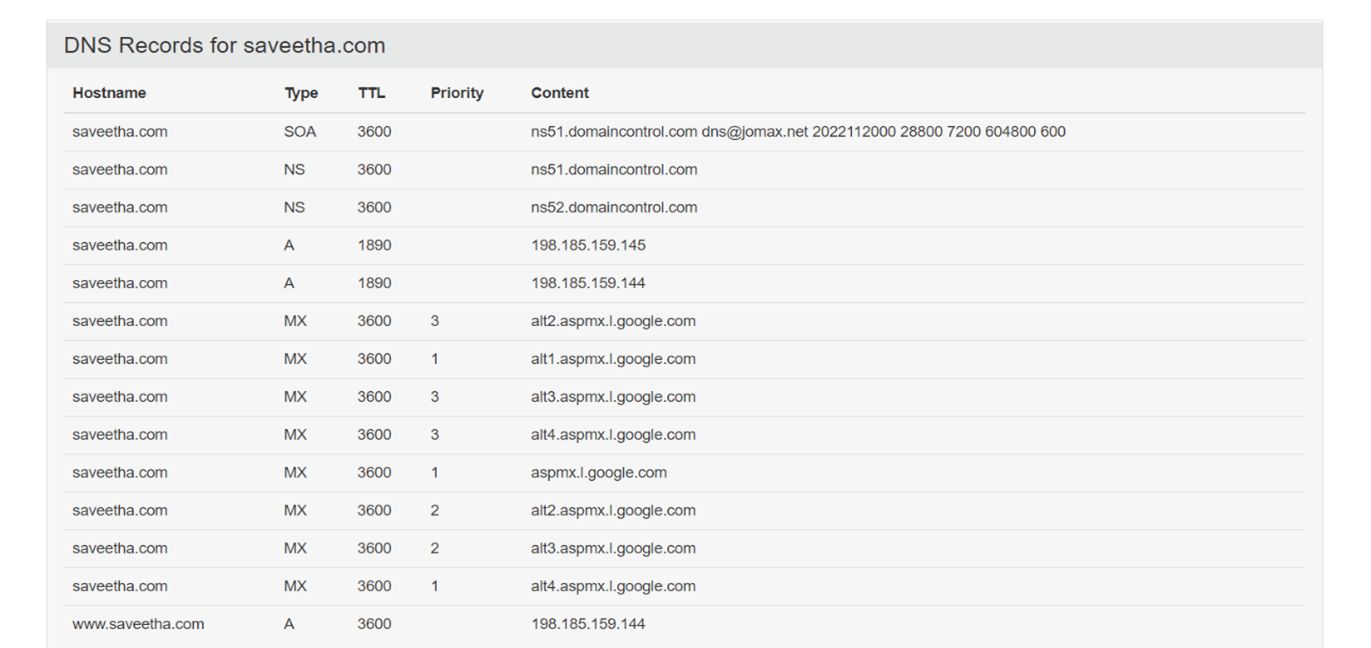 DNS Records for saveetha.com
Hostname Type TTL Priority Content
saveetha.com SOA 3600 ns51.domaincontrol.com dns@jomax.net 2022112000 28800 7200 604800 600
saveetha.com NS 3600 ns51.domaincontrol.com
saveetha.com NS 3600 ns52.domaincontrol.com
saveetha.com A 1890 198.185.159.145
saveetha.com A 1890 198.185.159.144
saveetha.com MX 3600 3 alt2.aspmx.l.google.com
saveetha.com MX 3600 1 alt1.aspmx.l.google.com
saveetha.com MX 3600 3 alt3.aspmx.l.google.com
saveetha.com MX 3600 3 alt4.aspmx.l.google.com
saveetha.com MX 3600 1 aspmx.l.google.com
saveetha.com MX 3600 2 alt2.aspmx.l.google.com
saveetha.com MX 3600 2 alt3.aspmx.l.google.com
saveetha.com MX 3600 1 alt4.aspmx.l.google.com
www.saveetha.com A 3600 198.185.159.144